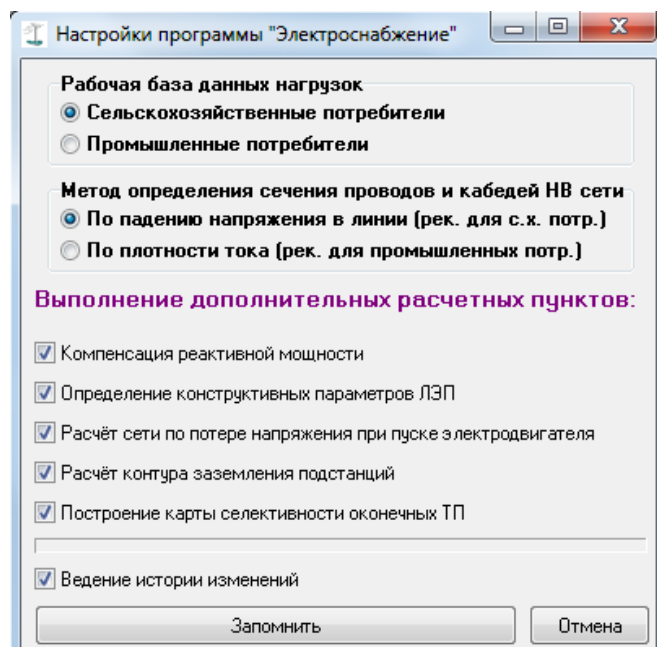 Настройки программы "Электроснабжение"
Рабочая база данных нагрузок
Сельскохозяйственные потребители
Промышленные потребители
Метод определения сечения проводов и кабедей НВ сети
По падению напряжения в линии (рек. для с.х. потр.)
По плотности тока (рек. для промышленных потр.)
Выполнение дополнительных расчетных пунктов:
Компенсация реактивной мощности
Определение конструктивных параметров ЛЭП
Расчёт сети по потере напряжения при пуске электродвигателя
Расчёт контура заземления подстанций
Построение карты селективности оконечных ТП
Ведение истории изменений
Запомнить
Отмена